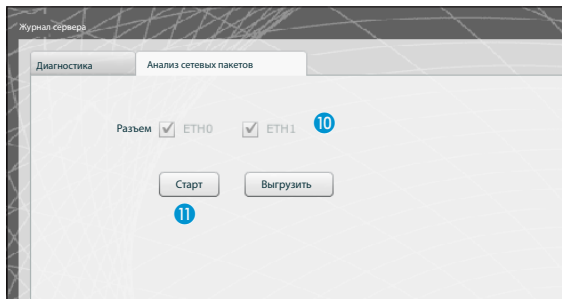 Журнал сервера
Диагностика Анализ сетевых пакетов
Разъем ETH0 ETH1 10
Старт Выгрузить
11